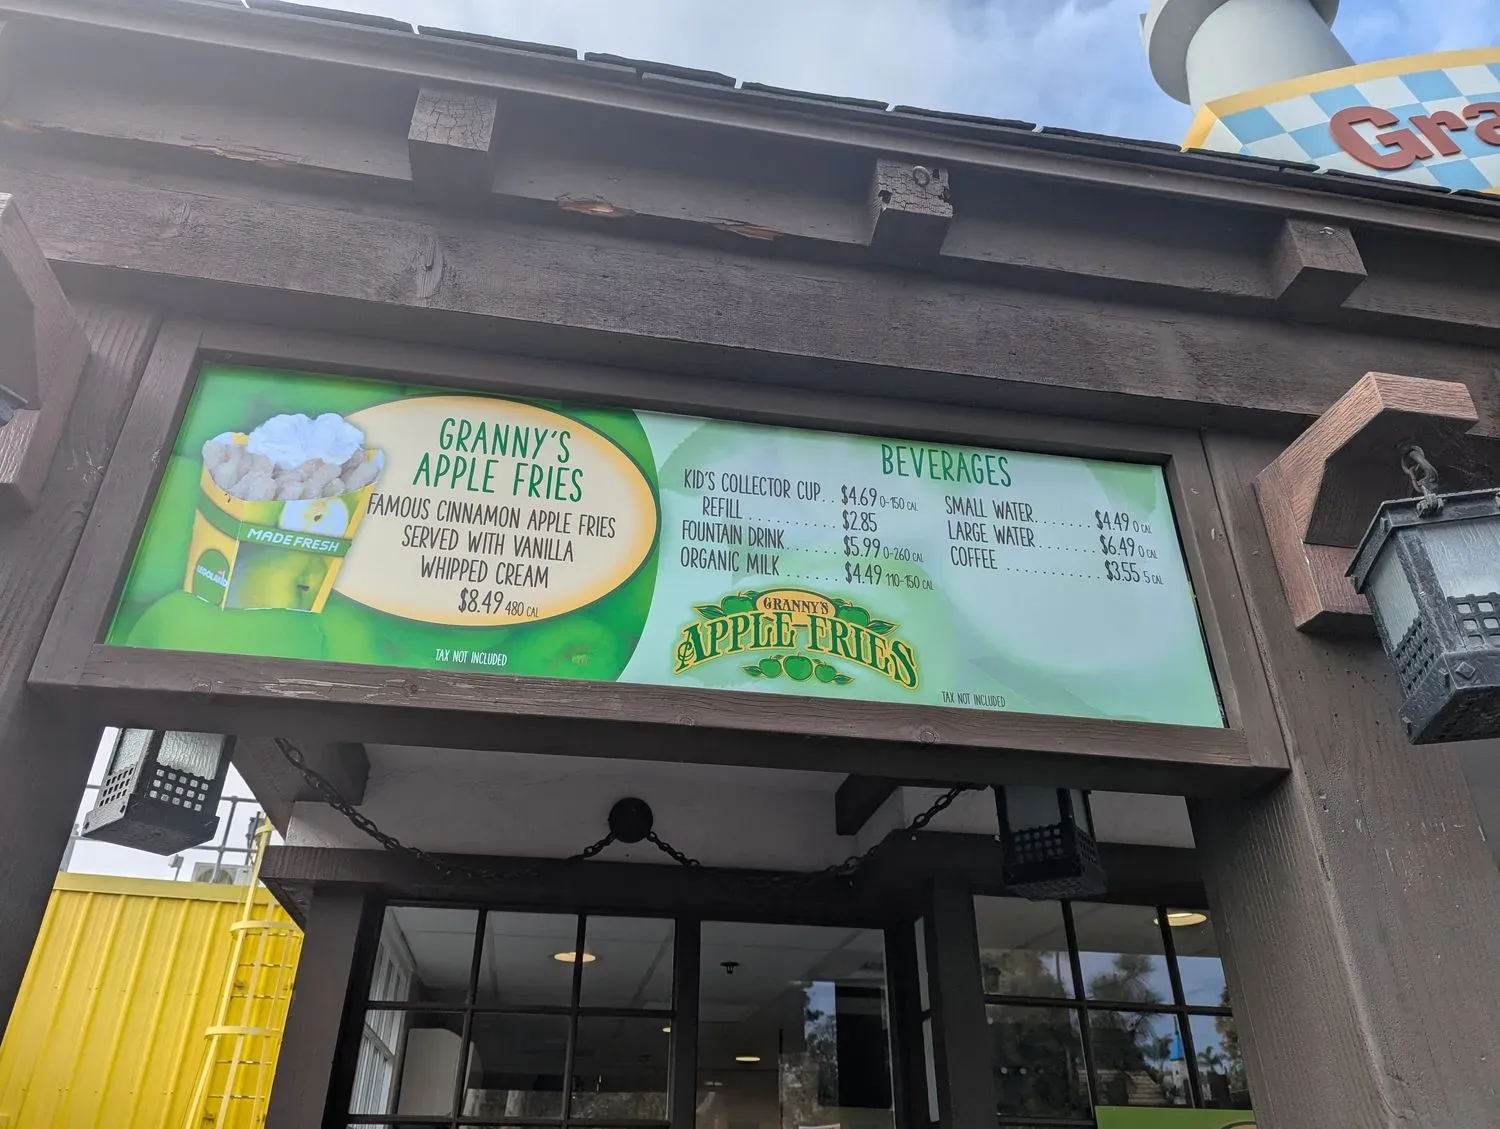 Gra
GRANNY'S
APPLE FRIES
FAMOUS CINNAMON APPLE FRIES
SERVED WITH VANILLA
WHIPPED CREAM
$8.49 480 CAL
TAX NOT INCLUDED
MADE FRESH
LEGOLAND
BEVERAGES
KID'S COLLECTOR CUP.. $4.69 0-150 CAL
REFILL.......... $2.85
FOUNTAIN DRINK...... $5.99 0-260 CAL
ORGANIC MILK ...... $4.49 110-150 CAL
SMALL WATER....... $4.49 0 CAL
LARGE WATER....... $6.49 0 CAL
COFFEE ............ $3.55 5 CAL
GRANNY'S
APPLE FRIES
TAX NOT INCLUDED